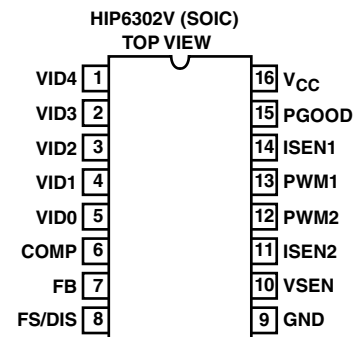 HIP6302V (SOIC)
TOP VIEW
VID4 1 16 VCC
VID3 2 15 PGOOD
VID2 3 14 ISEN1
VID1 4 13 PWM1
VID0 5 12 PWM2
COMP 6 11 ISEN2
FB 7 10 VSEN
FS/DIS 8 9 GND